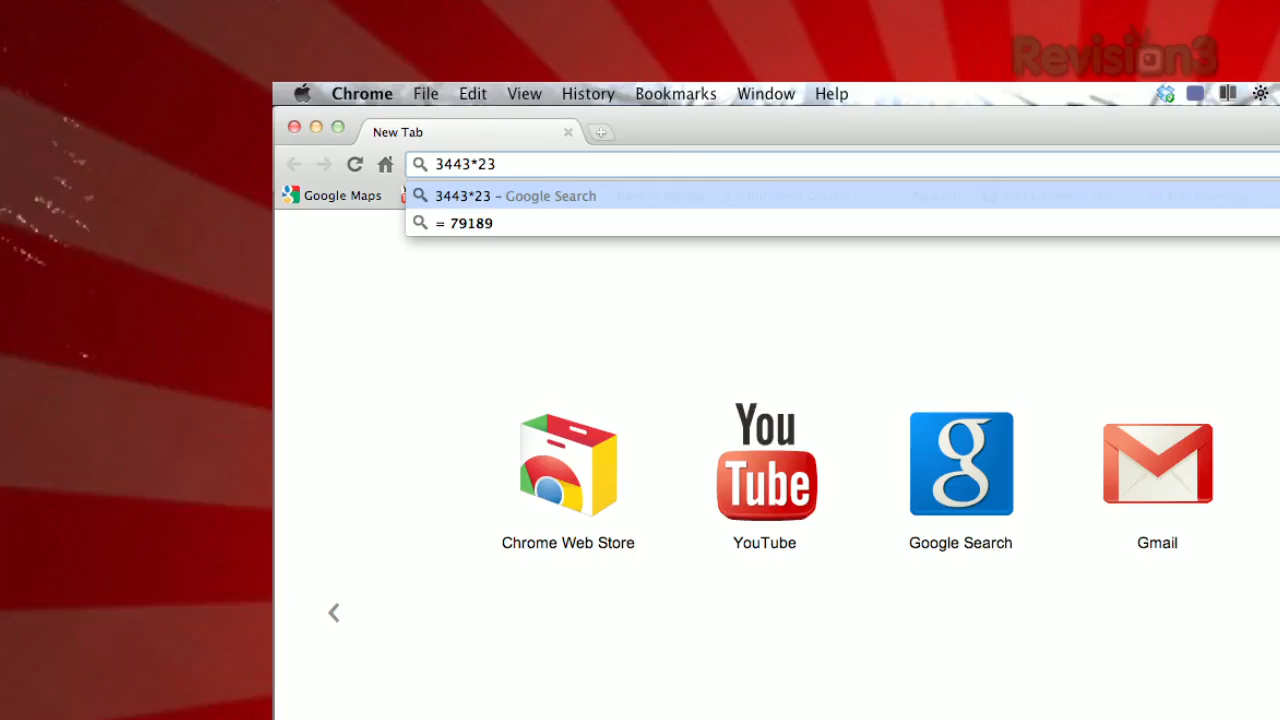 Revision3
Chrome File Edit View History Bookmarks Window Help
New Tab
3443*23
Google Maps
3443*23 – Google Search
= 79189
You
Tube
g
Chrome Web Store
YouTube
Google Search
Gmail